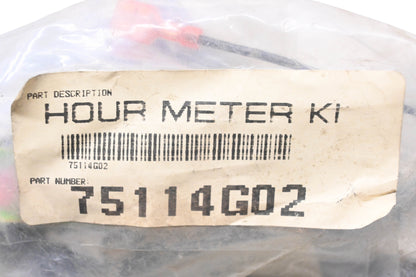 PART DESCRIPTION
HOUR METER KI
75114G02
PART NUMBER:
75114G02